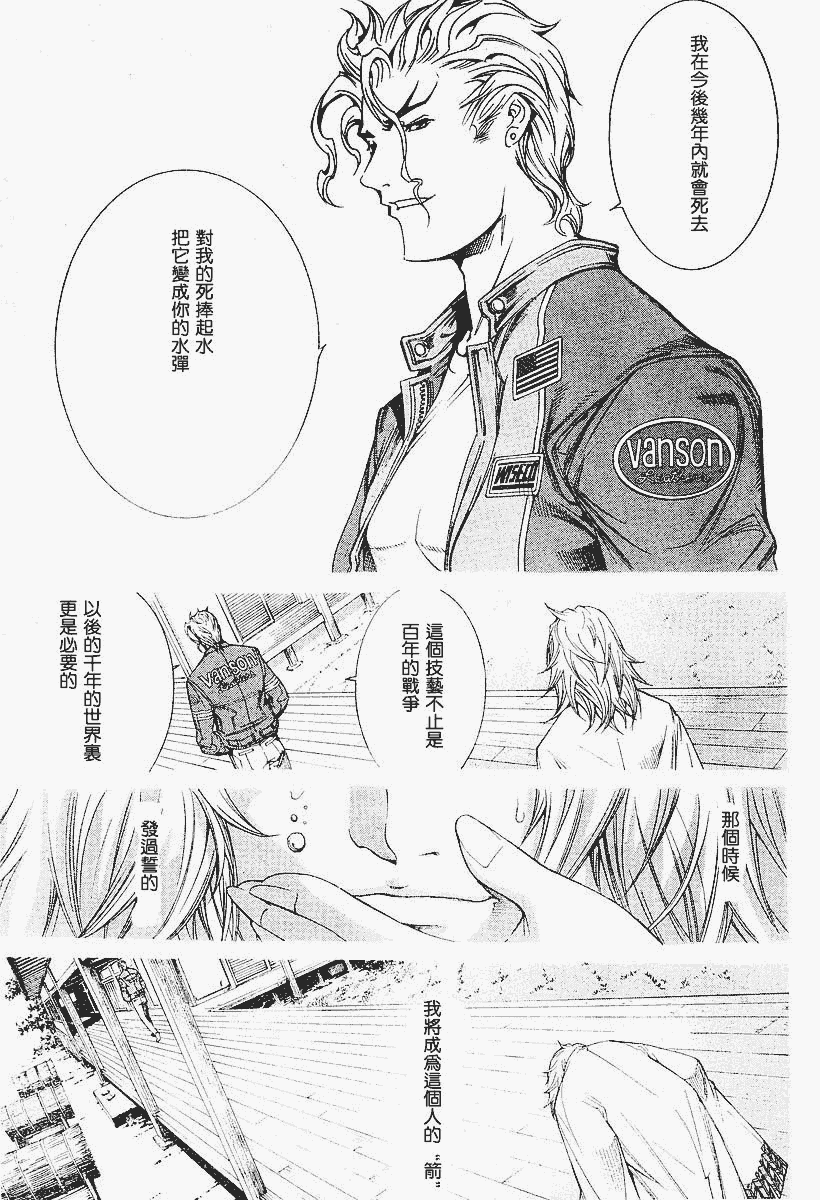 我在今後幾年內就會死去
對我的死捧起水
把它變成你的水彈
vanson
WISECO
這個技藝不止是
百年的戰爭
vanson
以後的千年的世界裏
更是必要的
那個時候
發過誓的
我將成為這個人的"箭"